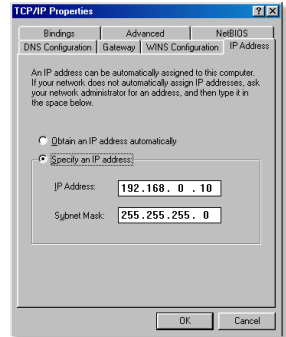 TCP/IP Properties
Bindings Advanced NetBIOS
DNS Configuration Gateway WINS Configuration IP Address
An IP address can be automatically assigned to this computer.
If your network does not automatically assign IP addresses, ask
your network administrator for an address, and then type it in
the space below.
Obtain an IP address automatically
Specify an IP address:
IP Address: 192.168. 0 .10
Subnet Mask: 255.255.255. 0
OK Cancel